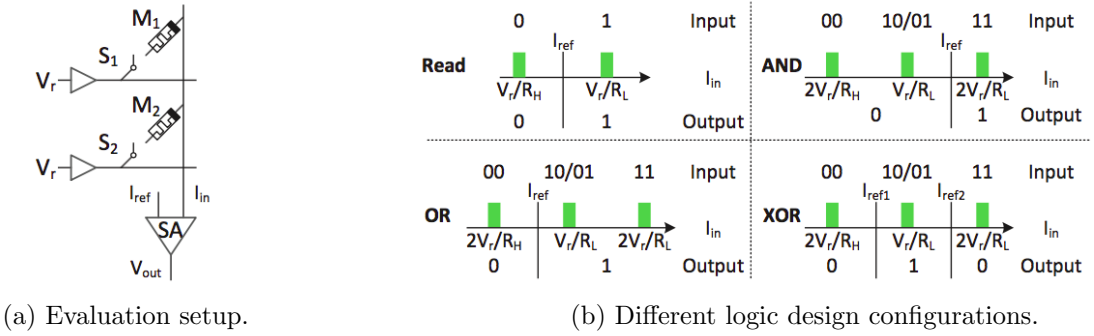 M1
S1
Vr
M2
S2
Vr
Iref Iin
SA
Vout
(a) Evaluation setup.
0 1 Input
Iref
Read Iin
Vr/RH Vr/RL
0 1 Output
00 10/01 11 Input
Iref
AND Iin
2Vr/RH Vr/RL 2Vr/RL
0 1 Output
00 10/01 11 Input
Iref
OR Iin
2Vr/RH Vr/RL 2Vr/RL
0 1 Output
00 10/01 11 Input
Iref1 Iref2
XOR Iin
2Vr/RH Vr/RL 2Vr/RL
0 1 0 Output
(b) Different logic design configurations.